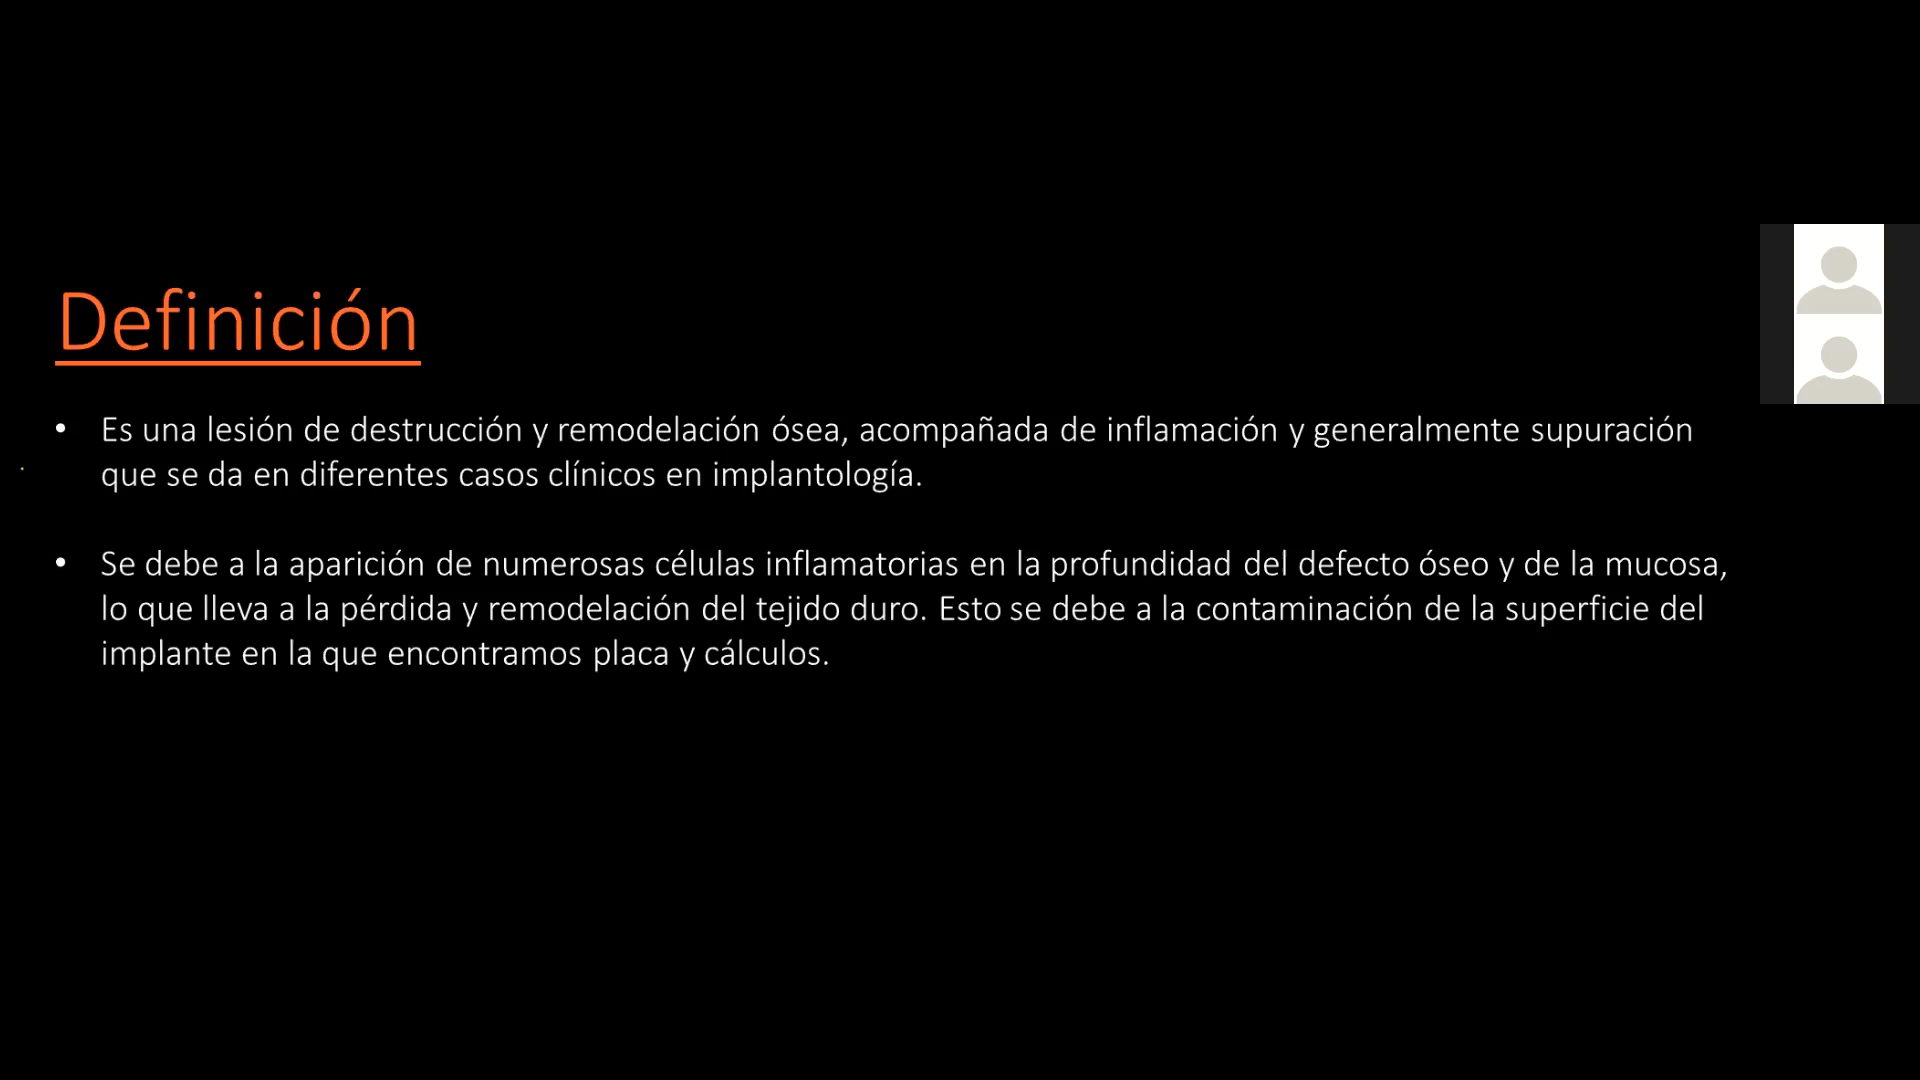 Definición
• Es una lesión de destrucción y remodelación ósea, acompañada de inflamación y generalmente supuración
que se da en diferentes casos clínicos en implantología.
• Se debe a la aparición de numerosas células inflamatorias en la profundidad del defecto óseo y de la mucosa,
lo que lleva a la pérdida y remodelación del tejido duro. Esto se debe a la contaminación de la superficie del
implante en la que encontramos placa y cálculos.